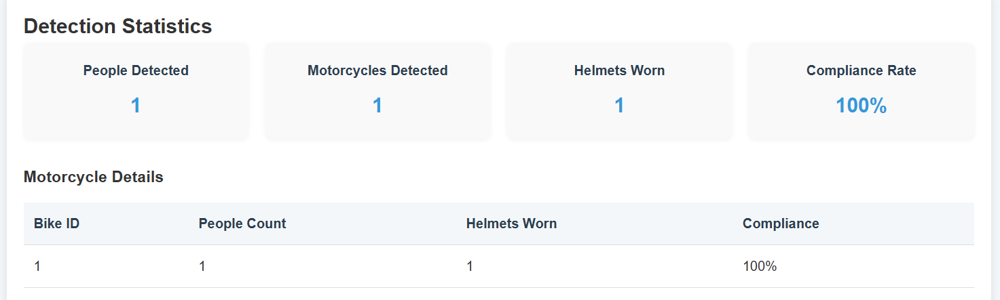 Detection Statistics
People Detected
1
Motorcycles Detected
1
Helmets Worn
1
Compliance Rate
100%
Motorcycle Details
Bike ID People Count Helmets Worn Compliance
1 1 1 100%